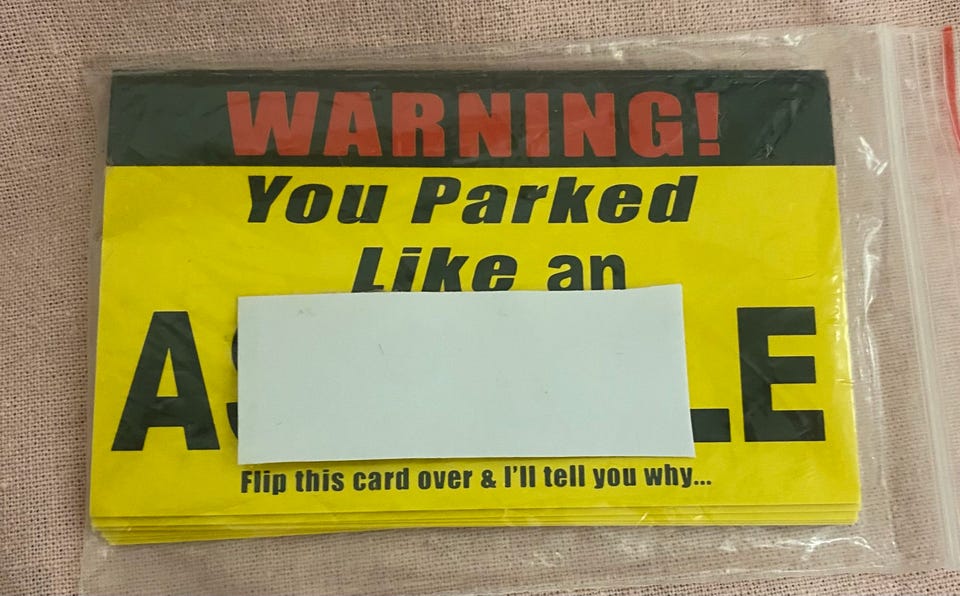 WARNING!
You Parked
Like an
Flip this card over & I'll tell you why...